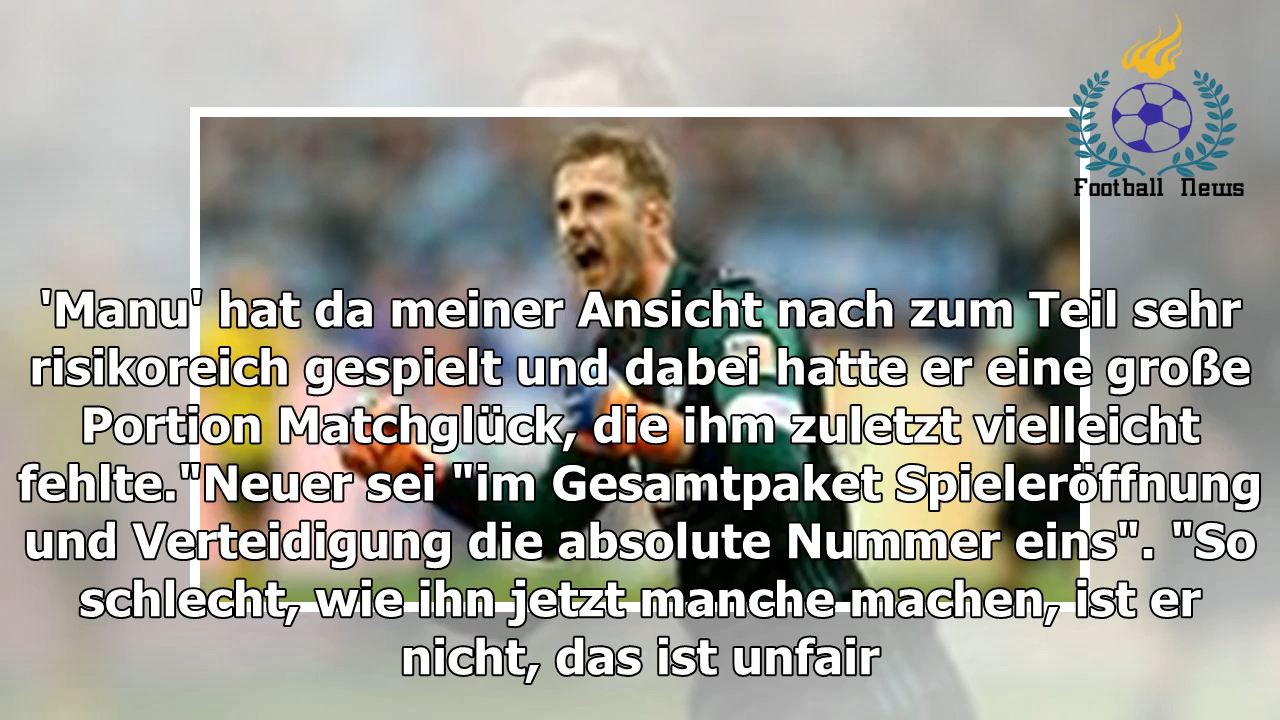 Football News
'Manu' hat da meiner Ansicht nach zum Teil sehr
risikoreich gespielt und dabei hatte er eine große
Portion Matchglück, die ihm zuletzt vielleicht
fehlte."Neuer sei "im Gesamtpaket Spieleröffnung
und Verteidigung die absolute Nummer eins". "So
schlecht, wie ihn jetzt manche machen, ist er
nicht, das ist unfair